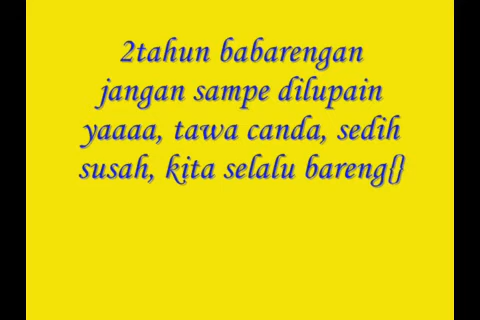 2tahun babarengan
jangan sampe dilupain
yaaaa, tawa canda, sedih
susah, kita selalu bareng{}